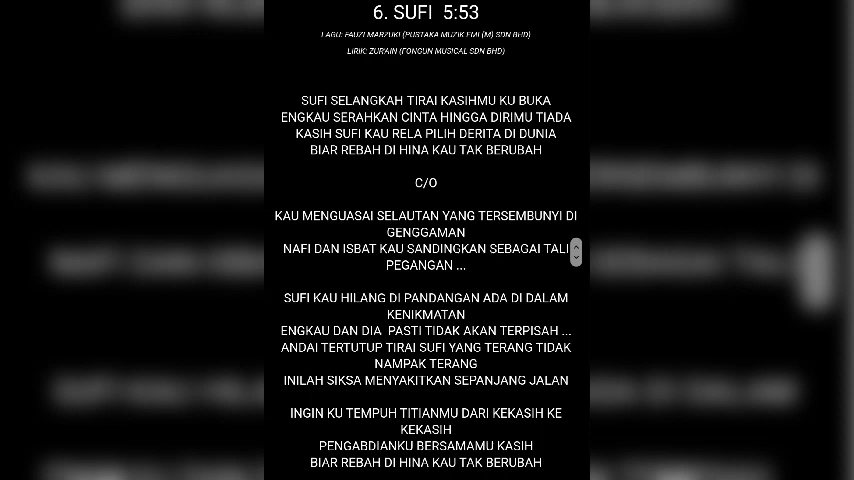 6. SUFI 5:53
LAGU: FAUZI MARZUKI (PUSTAKA MUZIK EMI (M) SDN BHD)
LIRIK: ZURAIN (FONGUN MUSICAL SDN BHD)
SUFI SELANGKAH TIRAI KASIHMU KU BUKA
ENGKAU SERAHKAN CINTA HINGGA DIRIMU TIADA
KASIH SUFI KAU RELA PILIH DERITA DI DUNIA
BIAR REBAH DI HINA KAU TAK BERUBAH
C/O
KAU MENGUASAI SELAUTAN YANG TERSEMBUNYI DI
GENGGAMAN
NAFI DAN ISBAT KAU SANDINGKAN SEBAGAI TALI
PEGANGAN ...
SUFI KAU HILANG DI PANDANGAN ADA DI DALAM
KENIKMATAN
ENGKAU DAN DIA PASTI TIDAK AKAN TERPISAH ...
ANDAI TERTUTUP TIRAI SUFI YANG TERANG TIDAK
NAMPAK TERANG
INILAH SIKSA MENYAKITKAN SEPANJANG JALAN
INGIN KU TEMPUH TITIANMU DARI KEKASIH KE
KEKASIH
PENGABDIANKU BERSAMAMU KASIH
BIAR REBAH DI HINA KAU TAK BERUBAH